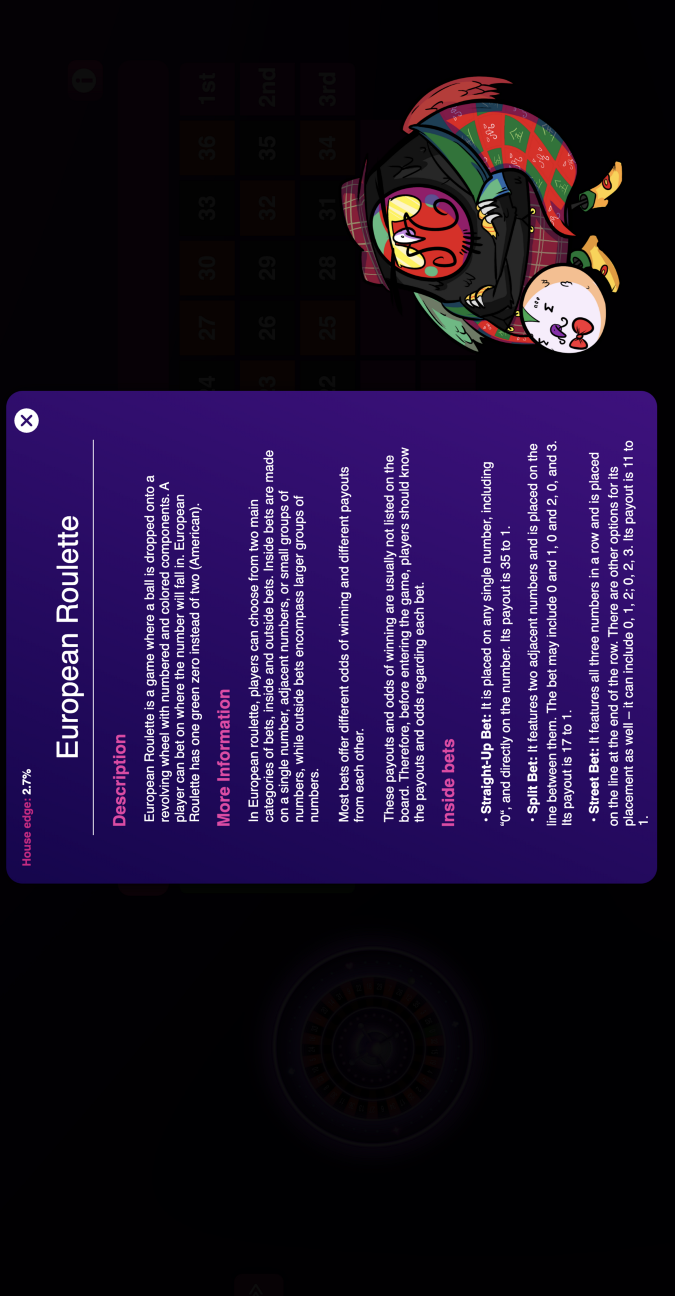 House edge: 2.7%
European Roulette
Description
European Roulette is a game where a ball is dropped onto a
revolving wheel with numbered and colored components. A
player can bet on where the number will fall in. European
Roulette has one green zero instead of two (American).
More Information
In European roulette, players can choose from two main
categories of bets, inside and outside bets. Inside bets are made
on a single number, adjacent numbers, or small groups of
numbers, while outside bets encompass larger groups of
numbers.
Most bets offer different odds of winning and different payouts
from each other.
These payouts and odds of winning are usually not listed on the
board. Therefore, before entering the game, players should know
the payouts and odds regarding each bet.
Inside bets
• Straight-Up Bet: It is placed on any single number, including
“0”, and directly on the number. Its payout is 35 to 1.
• Split Bet: It features two adjacent numbers and is placed on the
line between them. The bet may include 0 and 1, 0 and 2, 0, and 3.
Its payout is 17 to 1.
• Street Bet: It features all three numbers in a row and is placed
on the line at the end of the row. There are other options for its
placement as well – it can include 0, 1, 2; 0, 2, 3. Its payout is 11 to
1.
27 30 33 36 1st
26 29 32 35 2nd
25 28 31 34 3rd